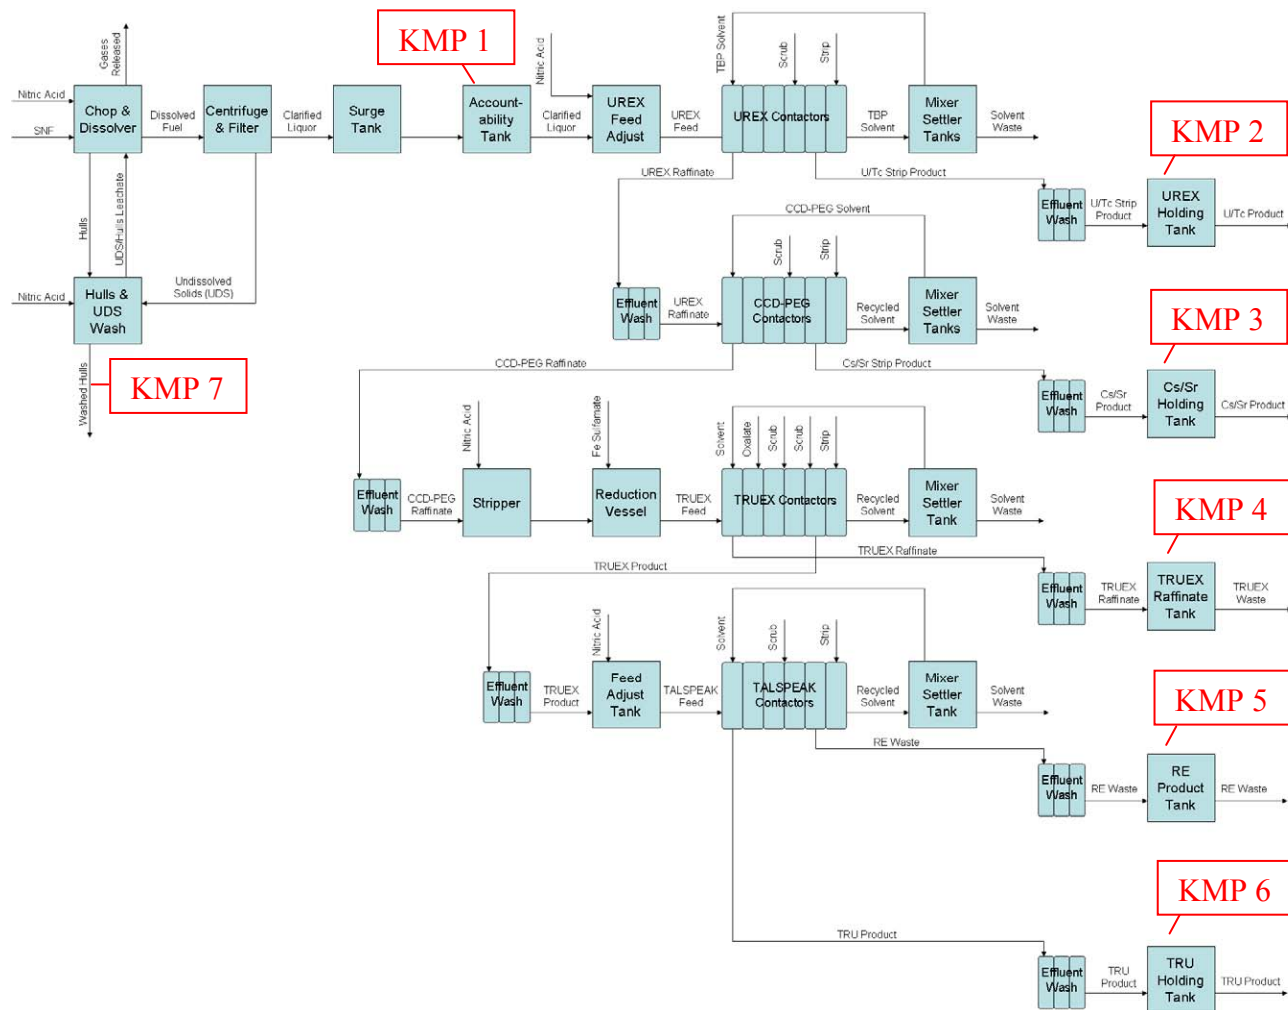 Gases
Released
KMP 1
Nitric Acid
TBP Solvent
Scrub
Strip
Nitric Acid
SNF
Chop &
Dissolver
Dissolved
Fuel
Centrifuge
& Filter
Clarified
Liquor
Surge
Tank
Account-
ability
Tank
Clarified
Liquor
UREX
Feed
Adjust
UREX
Feed
UREX Contactors
TBP
Solvent
Mixer
Settler
Tanks
Solvent
Waste
KMP 2
Hulls
UDS/Hulls Leachate
UREX Raffinate
U/Tc Strip Product
Effluent
Wash
U/Tc Strip
Product
UREX
Holding
Tank
U/Tc Product
CCD-PEG Solvent
Scrub
Strip
Nitric Acid
Hulls &
UDS
Wash
Undissolved
Solids (UDS)
Effluent
Wash
UREX
Raffinate
CCD-PEG
Contactors
Recycled
Solvent
Mixer
Settler
Tanks
Solvent
Waste
KMP 3
Washed Hulls
KMP 7
CCD-PEG Raffinate
Cs/Sr Strip Product
Effluent
Wash
Cs/Sr
Product
Cs/Sr
Holding
Tank
Cs/Sr Product
Nitric Acid
Fe Sulfamate
Solvent
Oxalate
Scrub
Scrub
Strip
Effluent
Wash
CCD-PEG
Raffinate
Stripper
Reduction
Vessel
TRUEX
Feed
TRUEX Contactors
Recycled
Solvent
Mixer
Settler
Tank
Solvent
Waste
KMP 4
TRUEX Raffinate
TRUEX Product
Effluent
Wash
TRUEX
Raffinate
TRUEX
Raffinate
Tank
TRUEX
Waste
Nitric Acid
Solvent
Scrub
Strip
Effluent
Wash
TRUEX
Product
Feed
Adjust
Tank
TALSPEAK
Feed
TALSPEAK
Contactors
Recycled
Solvent
Mixer
Settler
Tank
Solvent
Waste
KMP 5
RE Waste
Effluent
Wash
RE Waste
RE
Product
Tank
RE Waste
KMP 6
TRU Product
Effluent
Wash
TRU
Product
TRU
Holding
Tank
TRU Product